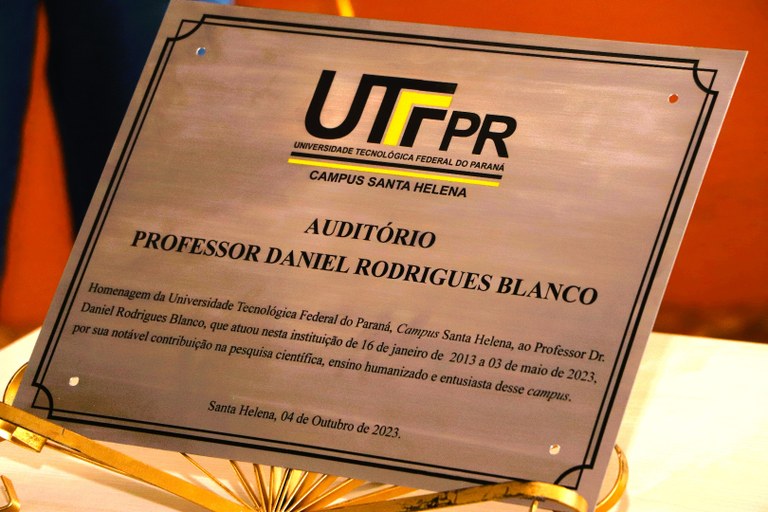 UTFPR
UNIVERSIDADE TECNOLÓGICA FEDERAL DO PARANÁ
CAMPUS SANTA HELENA
AUDITÓRIO
PROFESSOR DANIEL RODRIGUES BLANCO
Homenagem da Universidade Tecnológica Federal do Paraná, Campus Santa Helena, ao Professor Dr.
Daniel Rodrigues Blanco, que atuou nesta instituição de 16 de janeiro de 2013 a 03 de maio de 2023,
por sua notável contribuição na pesquisa científica, ensino humanizado e entusiasta desse campus.
Santa Helena, 04 de Outubro de 2023.